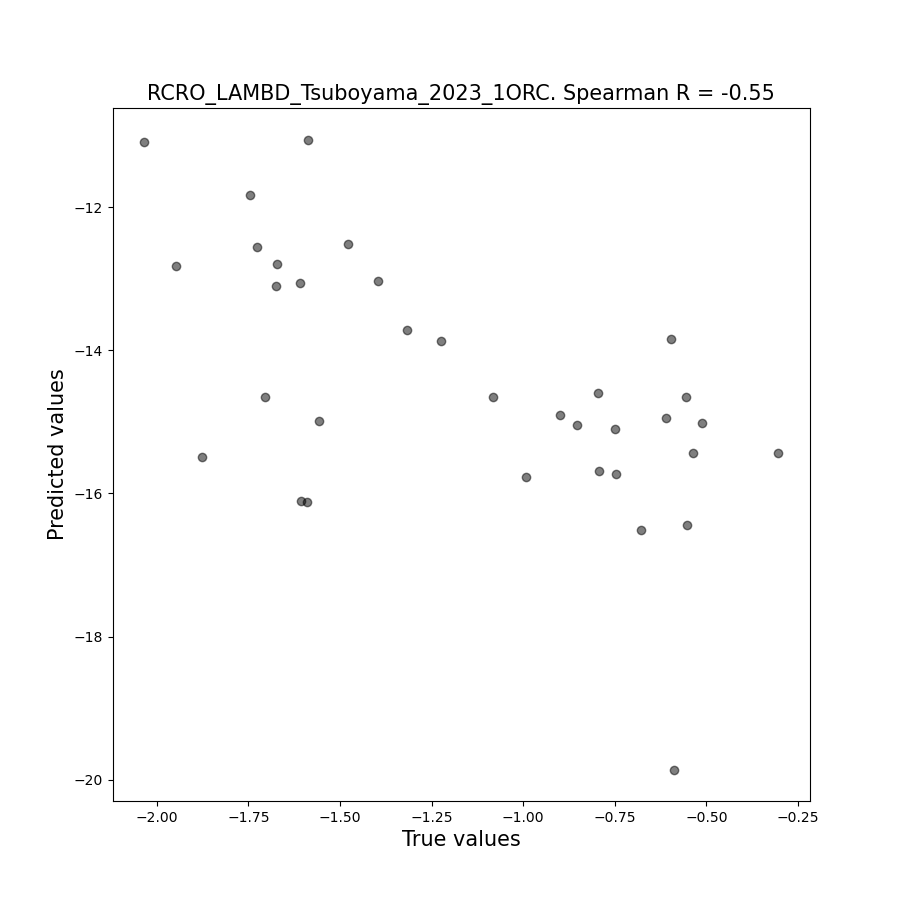 RCRO_LAMBD_Tsuboyama_2023_1ORC. Spearman R = -0.55
Predicted values
−12
−14
−16
−18
−20
−2.00 −1.75 −1.50 −1.25 −1.00 −0.75 −0.50 −0.25
True values